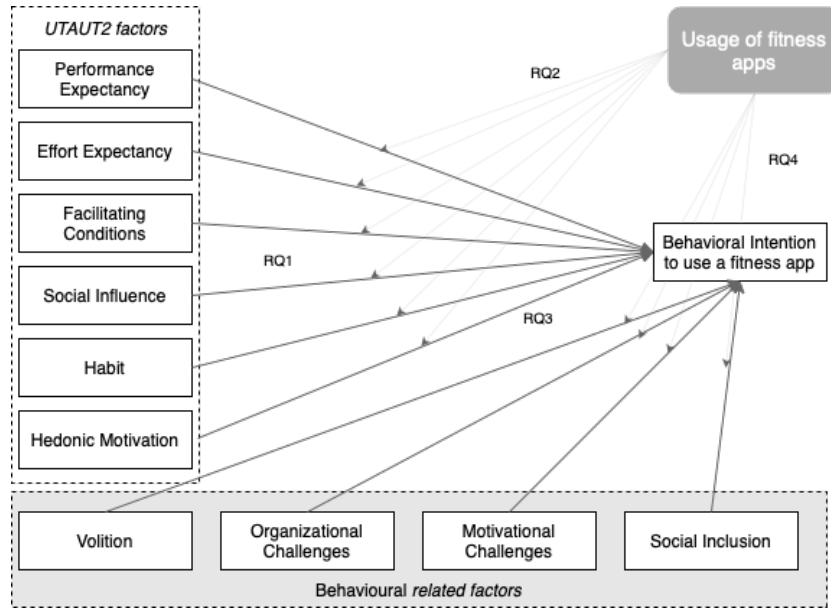 UTAUT2 factors
Performance
Expectancy
Effort Expectancy
Facilitating
Conditions
Social Influence
Habit
Hedonic Motivation
Usage of fitness
apps
RQ2
RQ4
RQ1
RQ3
Behavioral Intention
to use a fitness app
Volition
Organizational
Challenges
Motivational
Challenges
Social Inclusion
Behavioural related factors